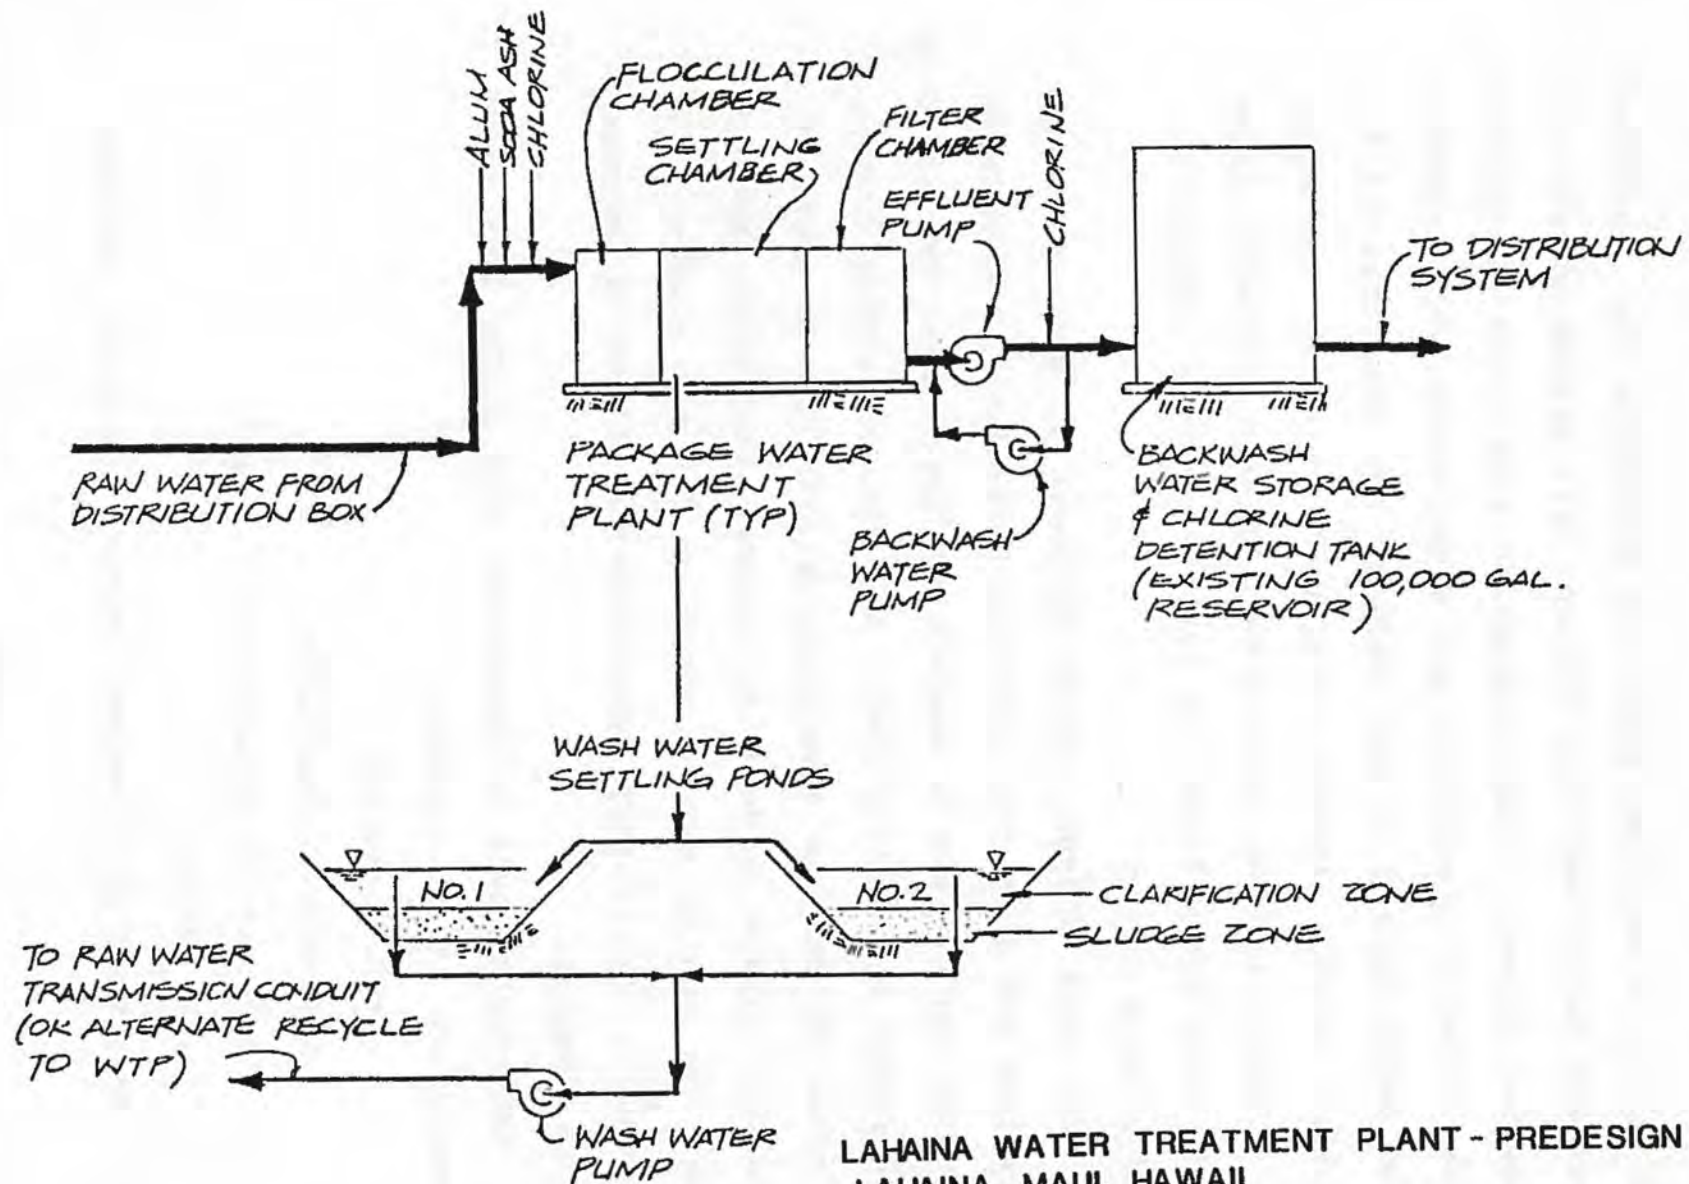 ALUM
SODA ASH
CHLORINE
FLOCCULATION
CHAMBER
SETTLING
CHAMBER
FILTER
CHAMBER
EFFLUENT
PUMP
CHLORINE
TO DISTRIBUTION
SYSTEM
RAW WATER FROM
DISTRIBUTION BOX
PACKAGE WATER
TREATMENT
PLANT (TYP)
BACKWASH
WATER
PUMP
BACKWASH
WATER STORAGE
& CHLORINE
DETENTION TANK
(EXISTING 100,000 GAL.
RESERVOIR)
WASH WATER
SETTLING PONDS
NO. 1
NO. 2
CLARIFICATION ZONE
SLUDGE ZONE
TO RAW WATER
TRANSMISSION CONDUIT
(OR ALTERNATE RECYCLE
TO WTP)
WASH WATER
PUMP
LAHAINA WATER TREATMENT PLANT - PREDESIGN
LAHAINA, MAUI, HAWAII